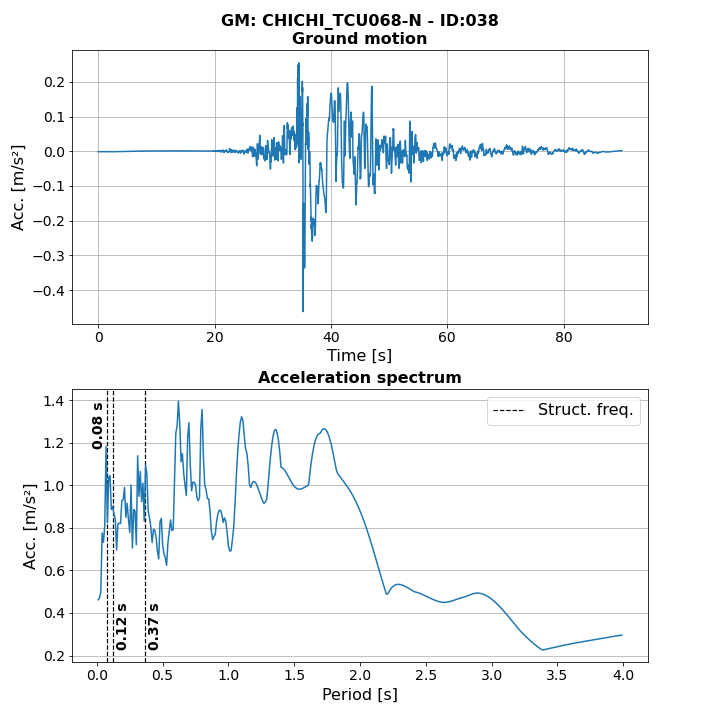 GM: CHICHI_TCU068-N - ID:038
Ground motion
0.2
0.1
0.0
−0.1
−0.2
−0.3
−0.4
Acc. [m/s²]
0 20 40 60 80
Time [s]
Acceleration spectrum
1.4
1.2
1.0
0.8
0.6
0.4
0.2
Acc. [m/s²]
Struct. freq.
0.08 s
0.12 s
0.37 s
0.0 0.5 1.0 1.5 2.0 2.5 3.0 3.5 4.0
Period [s]